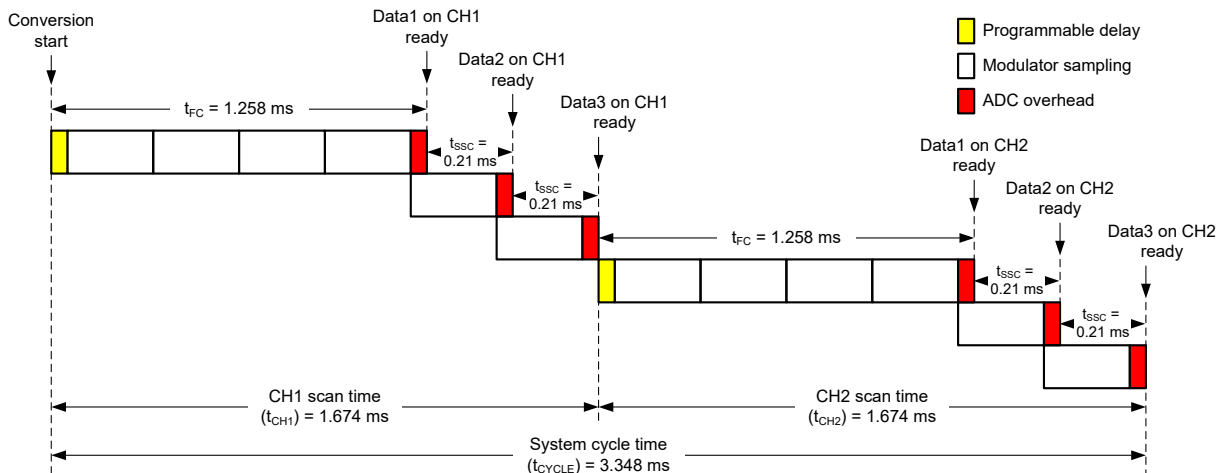 Conversion
start
Data1 on CH1
ready
Data2 on CH1
ready
Data3 on CH1
ready
Programmable delay
Modulator sampling
ADC overhead
tFC = 1.258 ms
tSSC =
0.21 ms
tSSC =
0.21 ms
Data1 on CH2
ready
Data2 on CH2
ready
Data3 on CH2
ready
tFC = 1.258 ms
tSSC =
0.21 ms
tSSC =
0.21 ms
CH1 scan time
(tCH1) = 1.674 ms
CH2 scan time
(tCH2) = 1.674 ms
System cycle time
(tCYCLE) = 3.348 ms